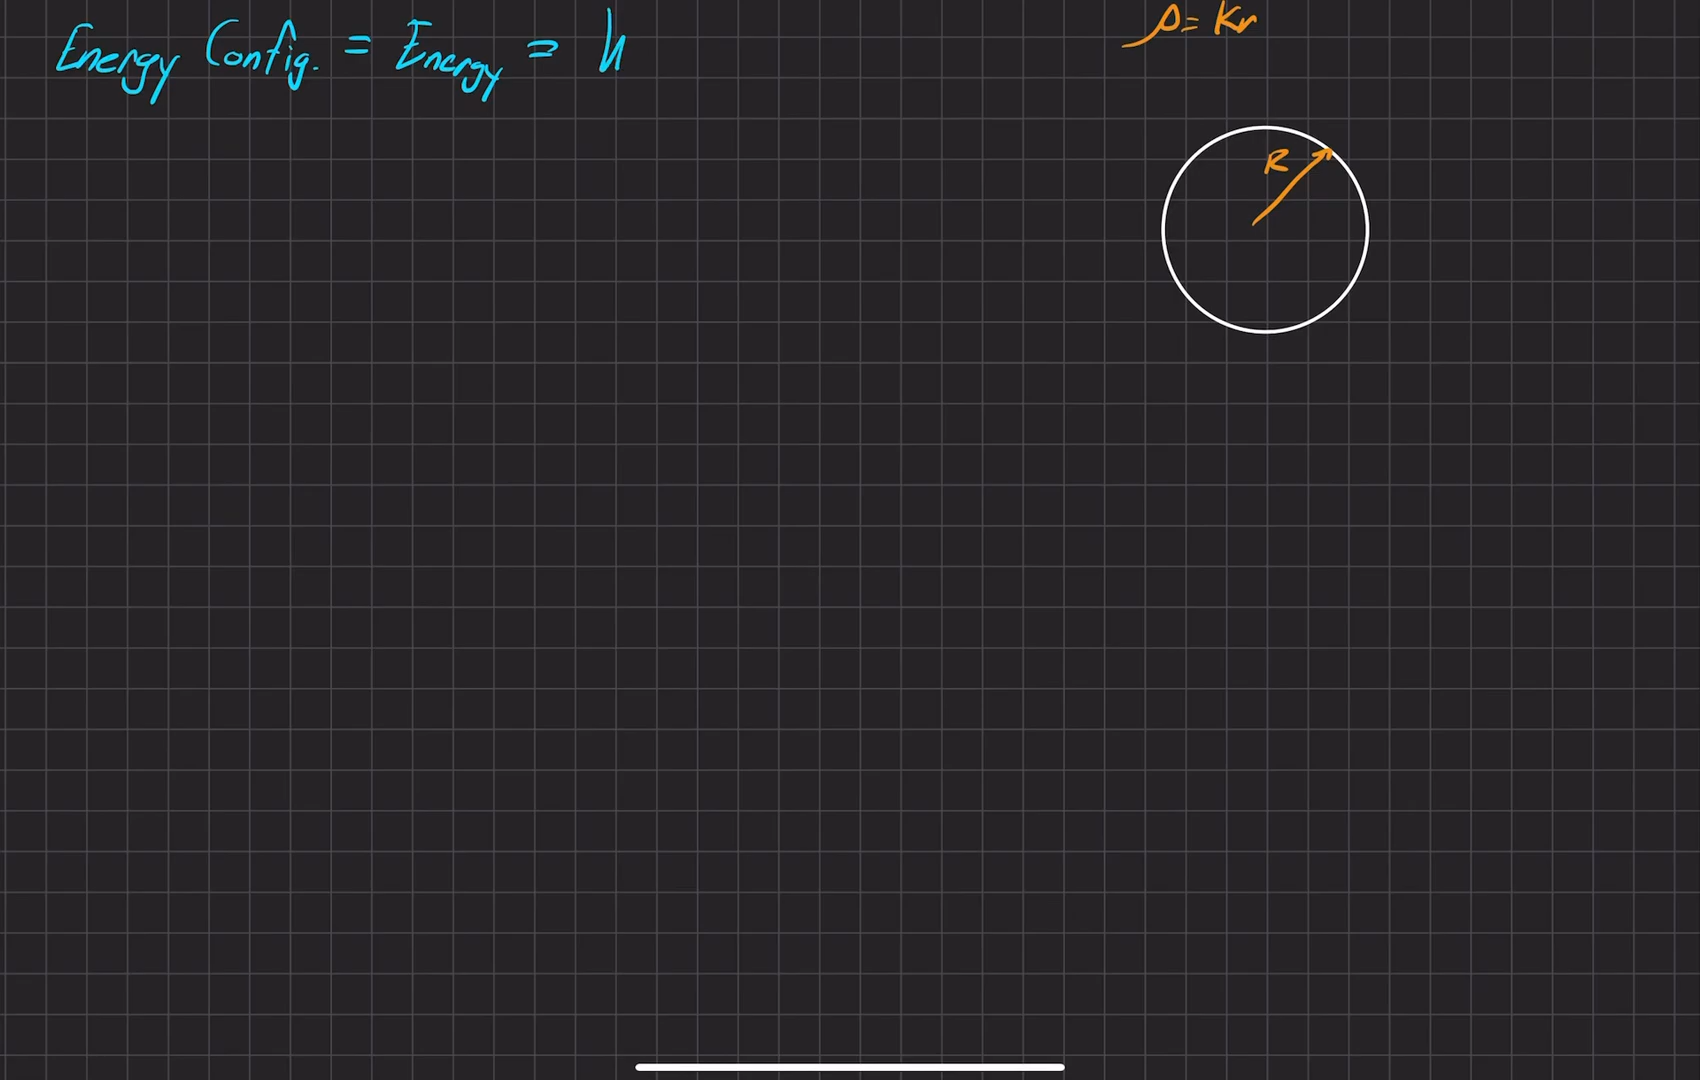 Energy Config. = Energy = U
ρ = kr
R